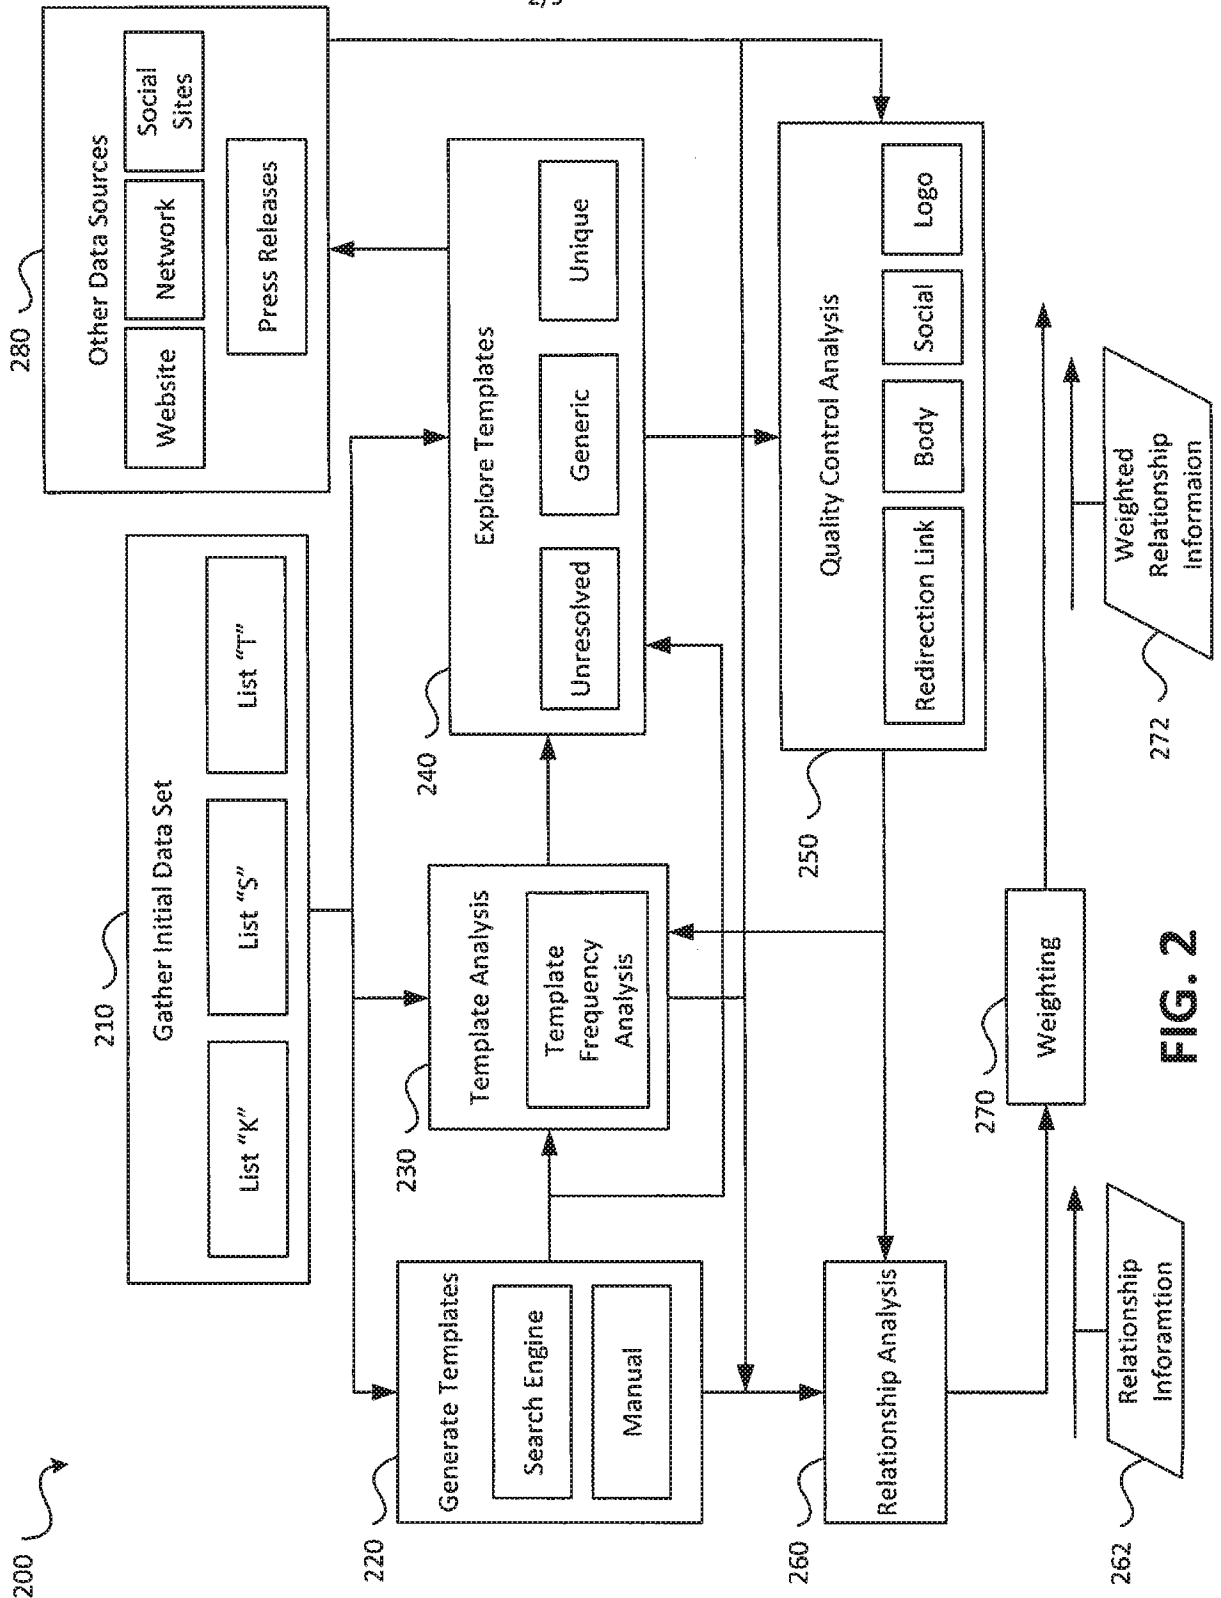 200
210
Gather Initial Data Set
List “K”
List “S”
List “T”
280
Other Data Sources
Website
Network
Social
Sites
Press Releases
220
Generate Templates
Search Engine
Manual
230
Template Analysis
Template
Frequency
Analysis
240
Explore Templates
Unresolved
Generic
Unique
250
Quality Control Analysis
Redirection Link
Body
Social
Logo
260
Relationship Analysis
270
Weighting
262
Relationship
Inforamtion
272
Weighted
Relationship
Informaion
FIG. 2